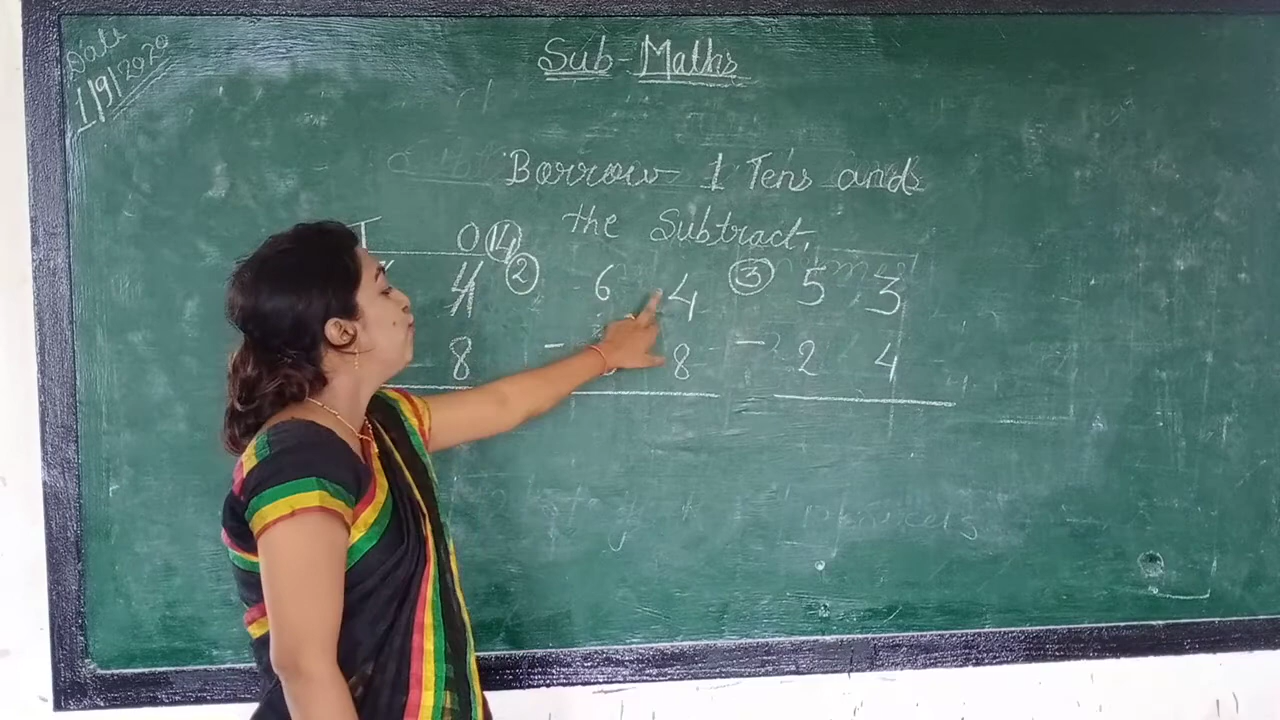 Date
1/9/2020
Sub-Maths
Borrow 1 Tens and
the Subtract.
T O 14
4 2 6 4 3 5 3
8 - 8 - 2 4